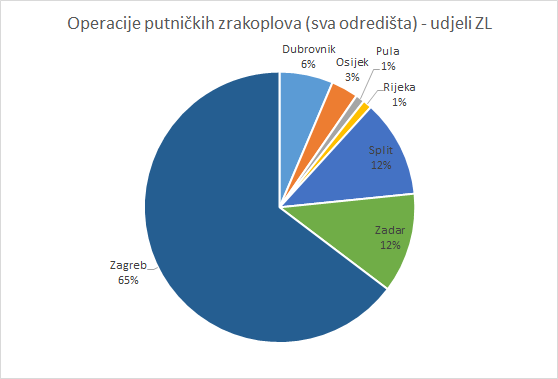 Operacije putničkih zrakoplova (sva odredišta) - udjeli ZL
Dubrovnik
6%
Osijek
3%
Pula
1%
Rijeka
1%
Split
12%
Zadar
12%
Zagreb
65%